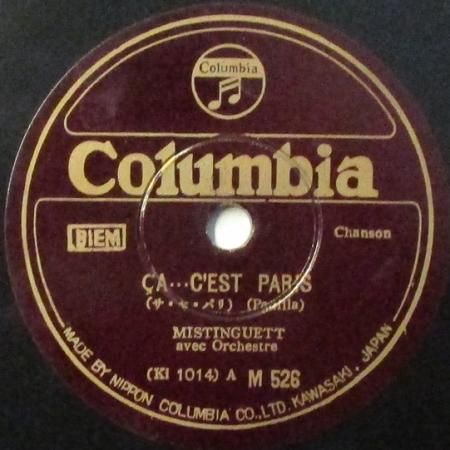 Columbia
Columbia
BIEM
Chanson
ÇA...C'EST PARIS
(サ・セ・パリ) (Padilla)
MISTINGUETT
avec Orchestre
(KI 1014) A M 526
MADE BY NIPPON COLUMBIA CO.,LTD. KAWASAKI, JAPAN